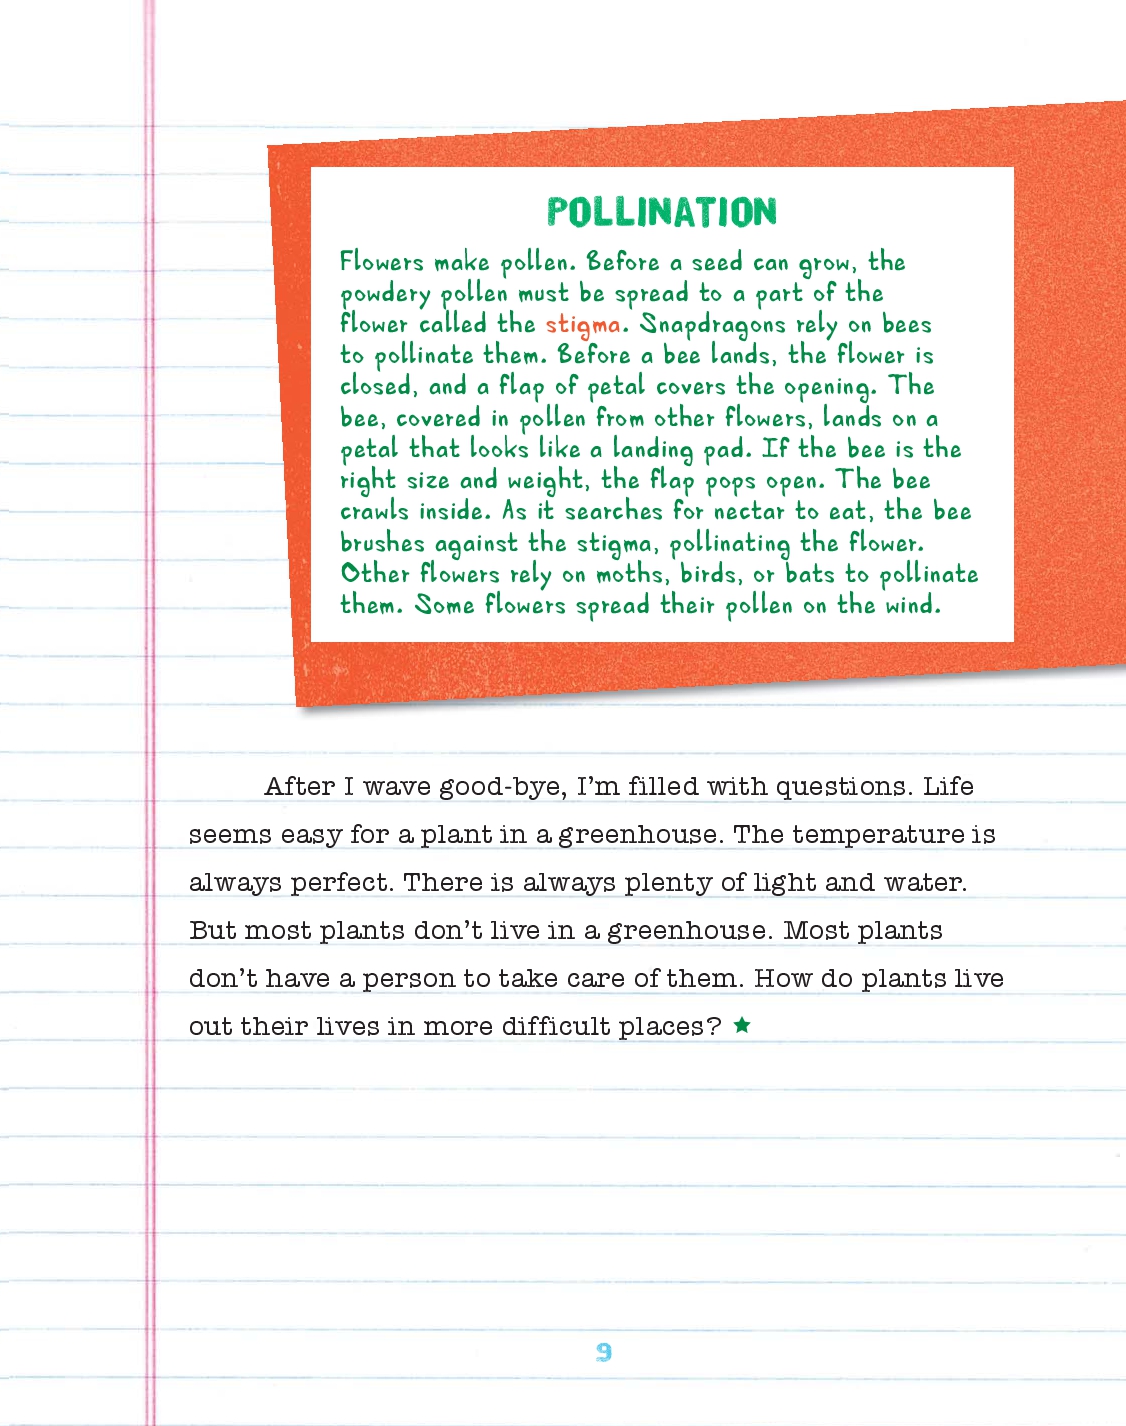 POLLINATION
Flowers make pollen. Before a seed can grow, the
powdery pollen must be spread to a part of the
flower called the stigma. Snapdragons rely on bees
to pollinate them. Before a bee lands, the flower is
closed, and a flap of petal covers the opening. The
bee, covered in pollen from other flowers, lands on a
petal that looks like a landing pad. If the bee is the
right size and weight, the flap pops open. The bee
crawls inside. As it searches for nectar to eat, the bee
brushes against the stigma, pollinating the flower.
Other flowers rely on moths, birds, or bats to pollinate
them. Some flowers spread their pollen on the wind.
After I wave good-bye, I’m filled with questions. Life
seems easy for a plant in a greenhouse. The temperature is
always perfect. There is always plenty of light and water.
But most plants don’t live in a greenhouse. Most plants
don’t have a person to take care of them. How do plants live
out their lives in more difficult places? ★
9